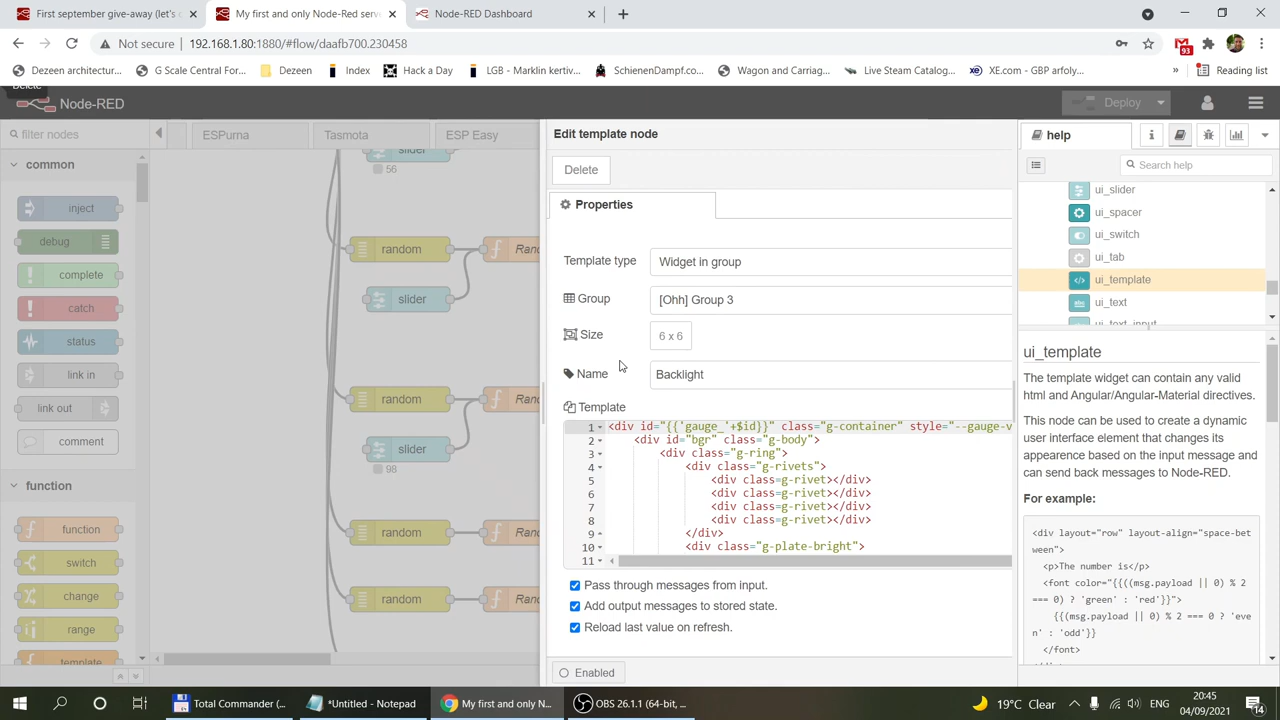 First september give-away (let's c
My first and only Node-Red serve
Node-RED Dashboard
Not secure
192.168.1.80:1880/#flow/daafb700.230458
93
Dezeen architectur...
G Scale Central For...
Dezeen
Index
Hack a Day
LGB - Marklin kertiv...
SchienenDampf.co...
Wagon and Carriag...
Live Steam Catalog...
XE.com - GBP arfoly...
»
Reading list
Delete
Node-RED
Deploy
filter nodes
ESPurna
Tasmota
ESP Easy
common
inject
debug
complete
catch
status
link in
link out
comment
function
function
switch
change
range
template
slider
56
random
Ran
slider
random
Ran
slider
98
random
Ran
random
Ran
Edit template node
Delete
Properties
Template type
Widget in group
Group
[Ohh] Group 3
Size
6 x 6
Name
Backlight
Template
1 <div id="{{'gauge_'+$id}}" class="g-container" style="--gauge-v
2 <div id="bgr" class="g-body">
3 <div class="g-ring">
4 <div class="g-rivets">
5 <div class=g-rivet></div>
6 <div class=g-rivet></div>
7 <div class=g-rivet></div>
8 <div class=g-rivet></div>
9 </div>
10 <div class="g-plate-bright">
11
Pass through messages from input.
Add output messages to stored state.
Reload last value on refresh.
Enabled
help
i
Search help
ui_slider
ui_spacer
ui_switch
ui_tab
ui_template
ui_text
ui_text_input
ui_template
The template widget can contain any valid
html and Angular/Angular-Material directives.
This node can be used to create a dynamic
user interface element that changes its
appearence based on the input message and
can send back messages to Node-RED.
For example:
<div layout="row" layout-align="space-bet
ween">
<p>The number is</p>
<font color="{{((msg.payload || 0) % 2
=== 0) ? 'green' : 'red'}}">
{{(msg.payload || 0) % 2 === 0 ? 'eve
n' : 'odd'}}
</font>
Total Commander (...
*Untitled - Notepad
My first and only N...
OBS 26.1.1 (64-bit, ...
19°C Clear
20:45
04/09/2021
14